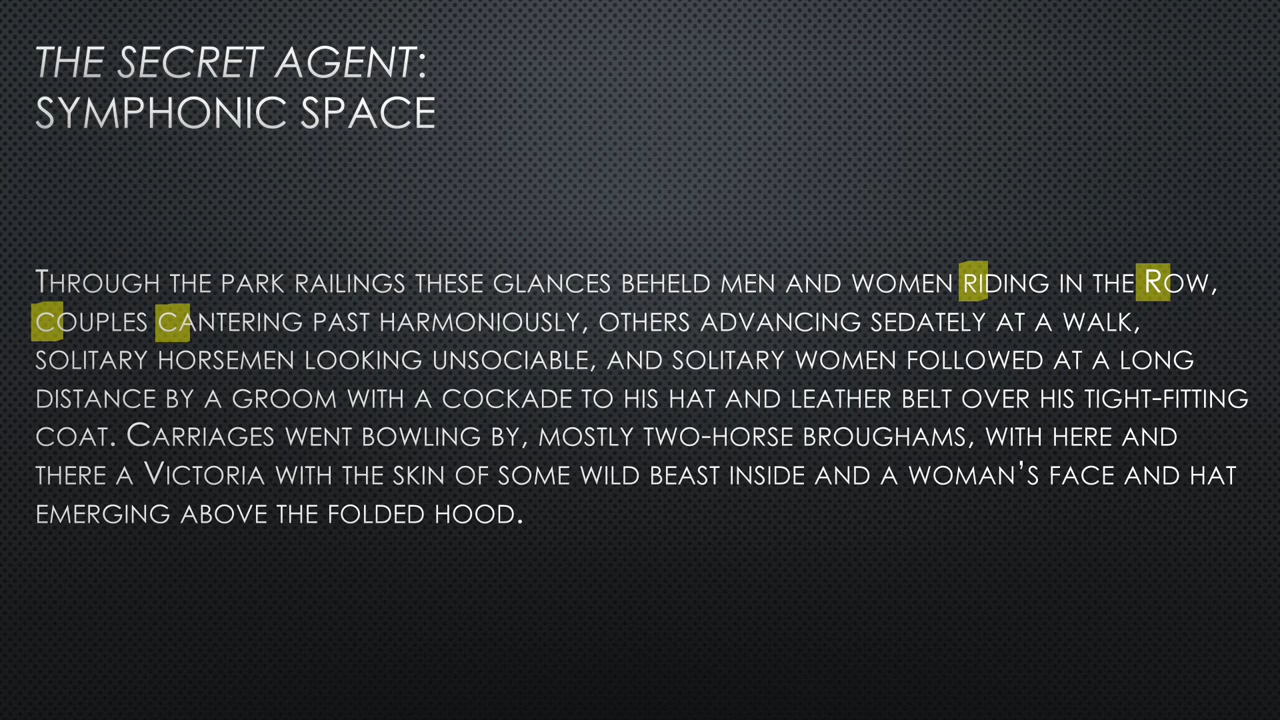 THE SECRET AGENT:
SYMPHONIC SPACE
THROUGH THE PARK RAILINGS THESE GLANCES BEHELD MEN AND WOMEN RIDING IN THE ROW,
COUPLES CANTERING PAST HARMONIOUSLY, OTHERS ADVANCING SEDATELY AT A WALK,
SOLITARY HORSEMEN LOOKING UNSOCIABLE, AND SOLITARY WOMEN FOLLOWED AT A LONG
DISTANCE BY A GROOM WITH A COCKADE TO HIS HAT AND LEATHER BELT OVER HIS TIGHT-FITTING
COAT. CARRIAGES WENT BOWLING BY, MOSTLY TWO-HORSE BROUGHAMS, WITH HERE AND
THERE A VICTORIA WITH THE SKIN OF SOME WILD BEAST INSIDE AND A WOMAN’S FACE AND HAT
EMERGING ABOVE THE FOLDED HOOD.